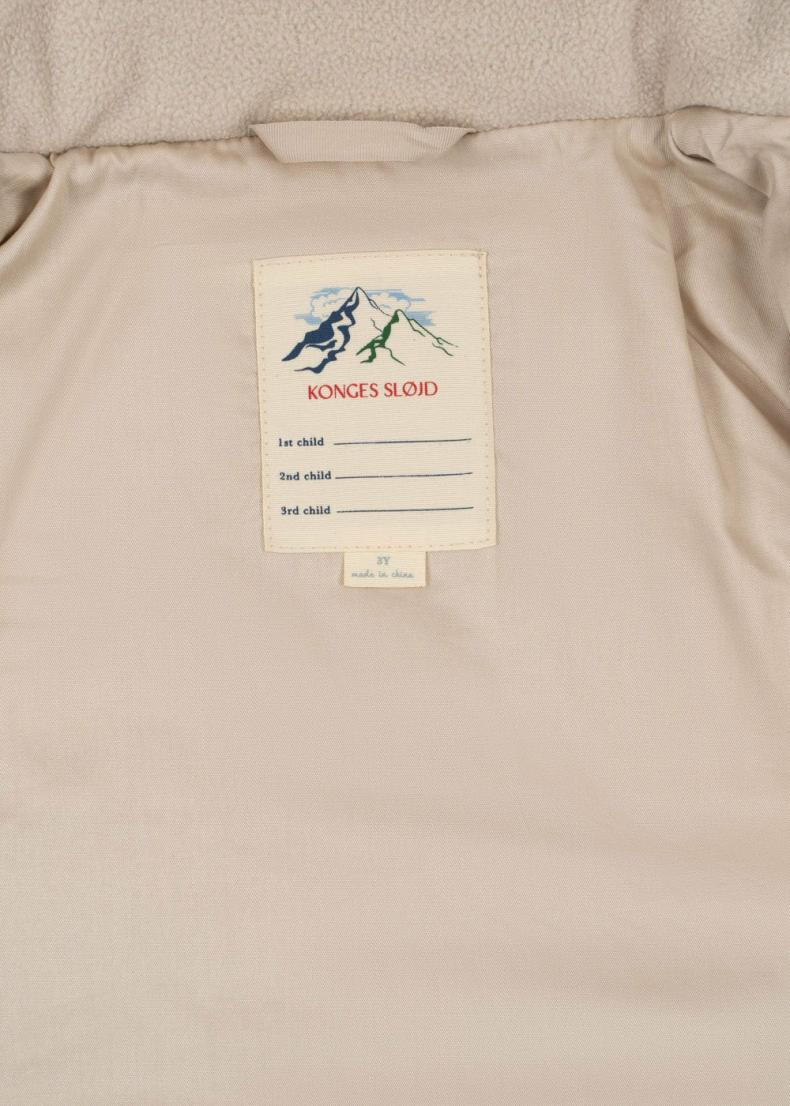 KONGES SLØJD
1st child
2nd child
3rd child
3Y
made in china